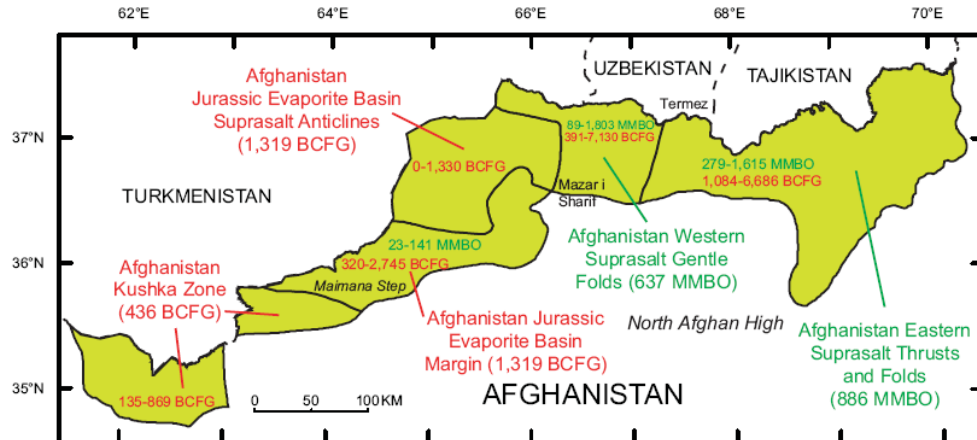 62°E 64°E 66°E 68°E 70°E
37°N
36°N
35°N
UZBEKISTAN
TAJIKISTAN
Termez
Afghanistan
Jurassic Evaporite Basin
Suprasalt Anticlines
(1,319 BCFG)
89-1,803 MMBO
391-7,130 BCFG
279-1,615 MMBO
1,084-6,686 BCFG
0-1,330 BCFG
TURKMENISTAN
Mazar i
Sharif
23-141 MMBO
320-2,745 BCFG
Maimana Step
Afghanistan Western
Suprasalt Gentle
Folds (637 MMBO)
Afghanistan
Kushka Zone
(436 BCFG)
Afghanistan Jurassic
Evaporite Basin
Margin (1,319 BCFG)
North Afghan High
Afghanistan Eastern
Suprasalt Thrusts
and Folds
(886 MMBO)
135-869 BCFG
0 50 100 KM
AFGHANISTAN